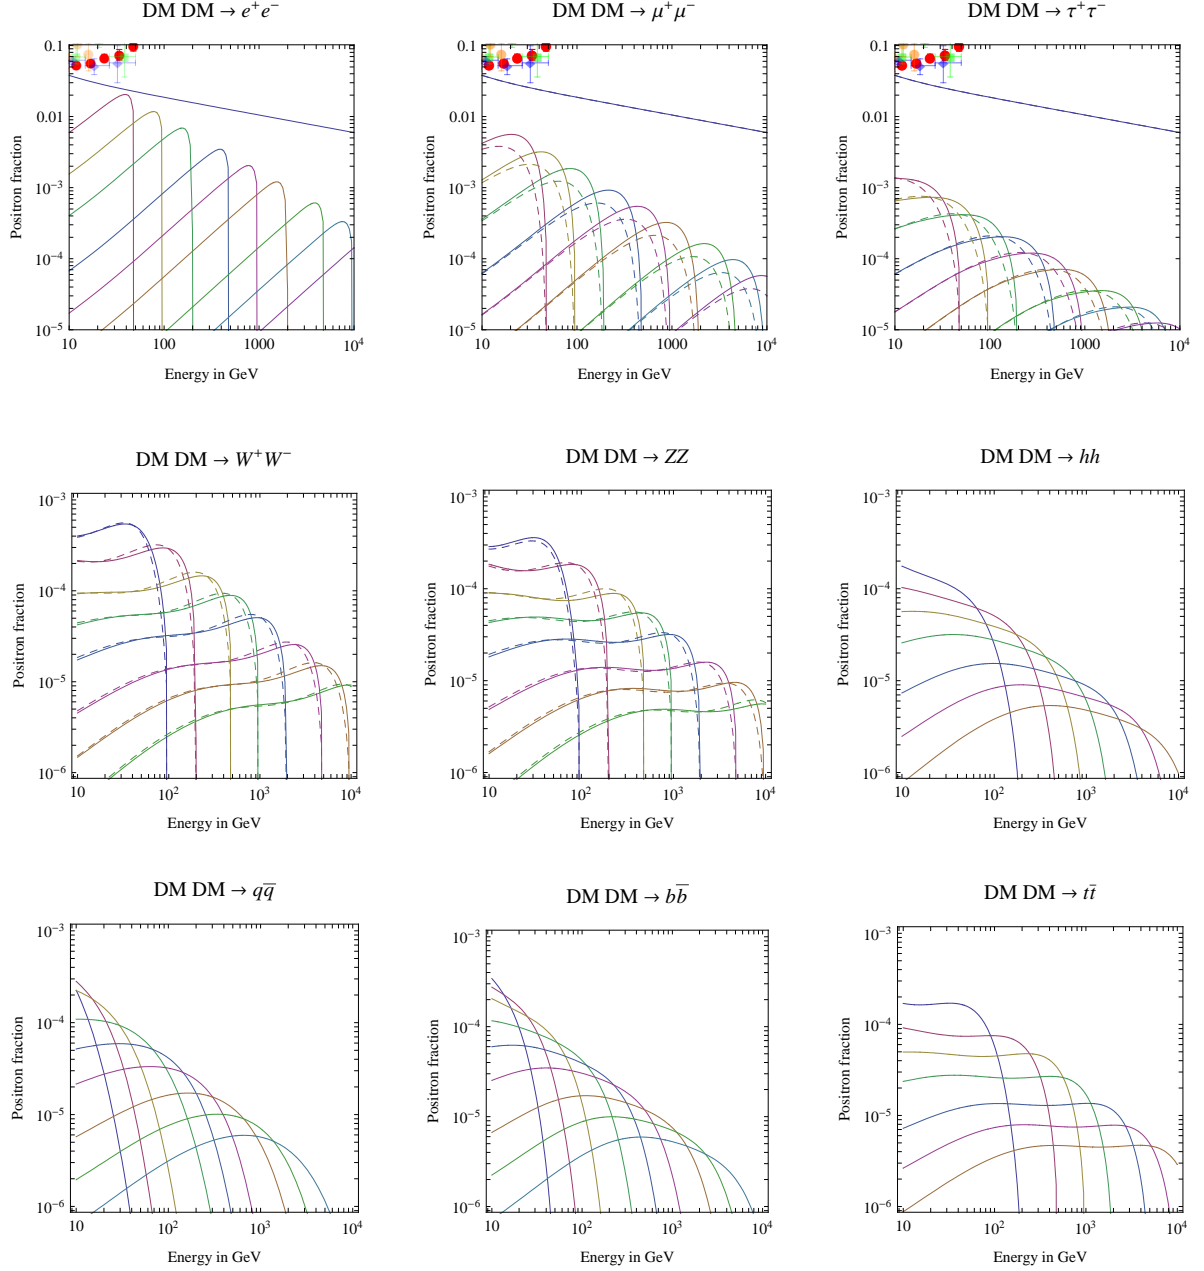 DM DM → e⁺e⁻
DM DM → μ⁺μ⁻
DM DM → τ⁺τ⁻
0.1
0.01
10⁻³
10⁻⁴
10⁻⁵
10
100
1000
10⁴
Positron fraction
Energy in GeV
0.1
0.01
10⁻³
10⁻⁴
10⁻⁵
10
100
1000
10⁴
Positron fraction
Energy in GeV
0.1
0.01
10⁻³
10⁻⁴
10⁻⁵
10
100
1000
10⁴
Positron fraction
Energy in GeV
DM DM → W⁺W⁻
DM DM → ZZ
DM DM → hh
10⁻³
10⁻⁴
10⁻⁵
10⁻⁶
10
10²
10³
10⁴
Positron fraction
Energy in GeV
10⁻³
10⁻⁴
10⁻⁵
10⁻⁶
10
10²
10³
10⁴
Positron fraction
Energy in GeV
10⁻³
10⁻⁴
10⁻⁵
10⁻⁶
10
10²
10³
10⁴
Positron fraction
Energy in GeV
DM DM → qq̅
DM DM → bb̅
DM DM → tt̄
10⁻³
10⁻⁴
10⁻⁵
10⁻⁶
10
10²
10³
10⁴
Positron fraction
Energy in GeV
10⁻³
10⁻⁴
10⁻⁵
10⁻⁶
10
10²
10³
10⁴
Positron fraction
Energy in GeV
10⁻³
10⁻⁴
10⁻⁵
10⁻⁶
10
10²
10³
10⁴
Positron fraction
Energy in GeV